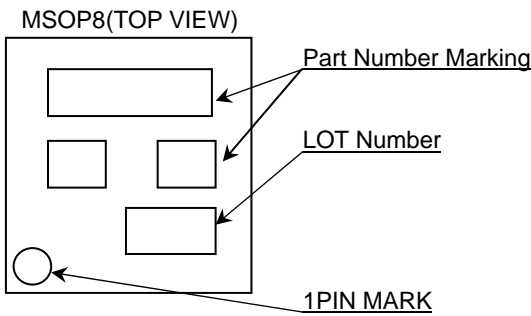 MSOP8(TOP VIEW)
Part Number Marking
LOT Number
1PIN MARK